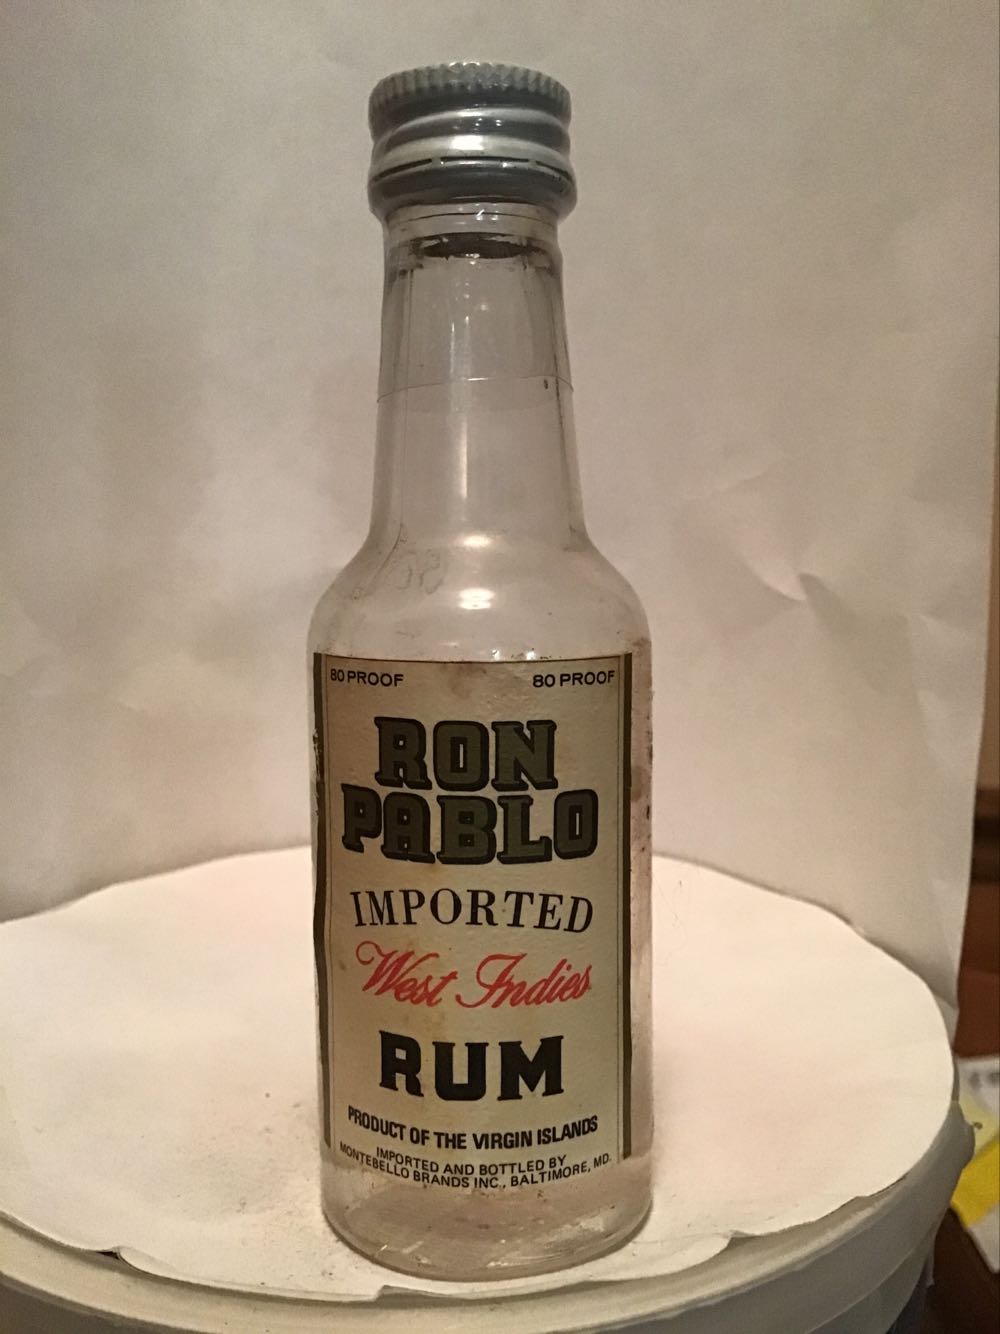 80 PROOF 80 PROOF
RON
PABLO
IMPORTED
West Indies
RUM
PRODUCT OF THE VIRGIN ISLANDS
IMPORTED AND BOTTLED BY
MONTEBELLO BRANDS INC., BALTIMORE, MD.